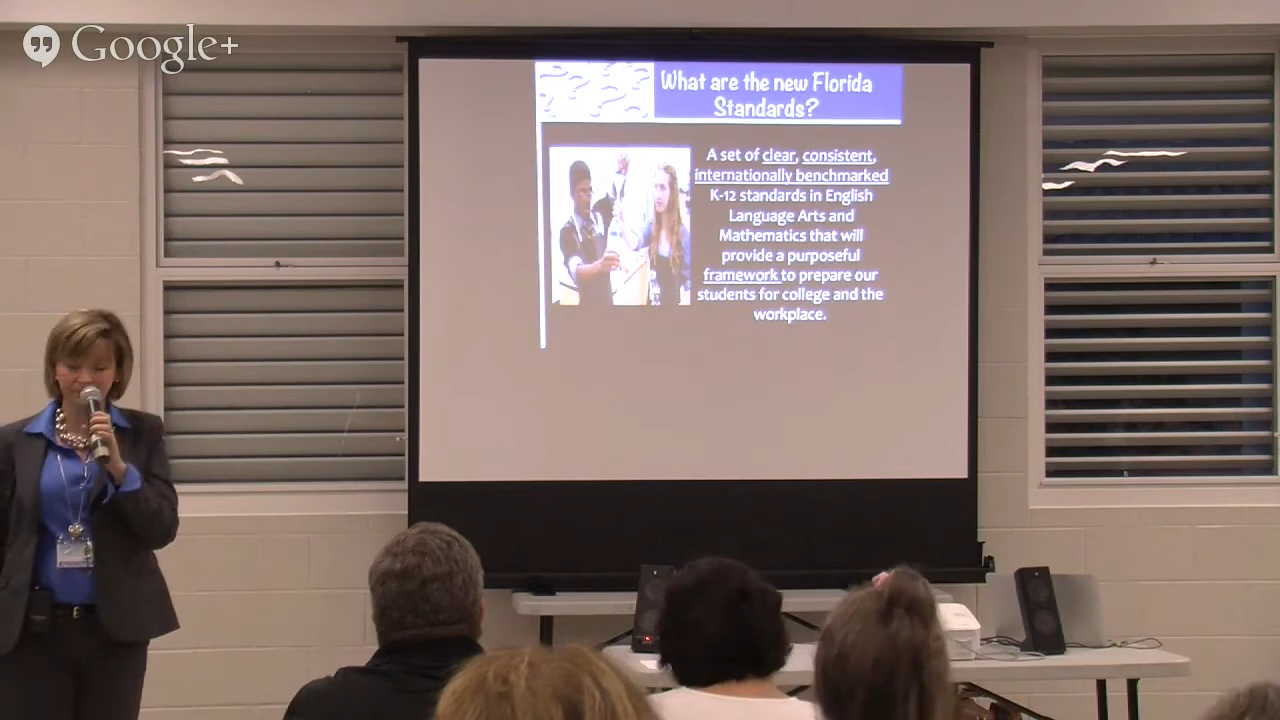 Google+
What are the new Florida
Standards?
A set of clear, consistent,
internationally benchmarked
K-12 standards in English
Language Arts and
Mathematics that will
provide a purposeful
framework to prepare our
students for college and the
workplace.